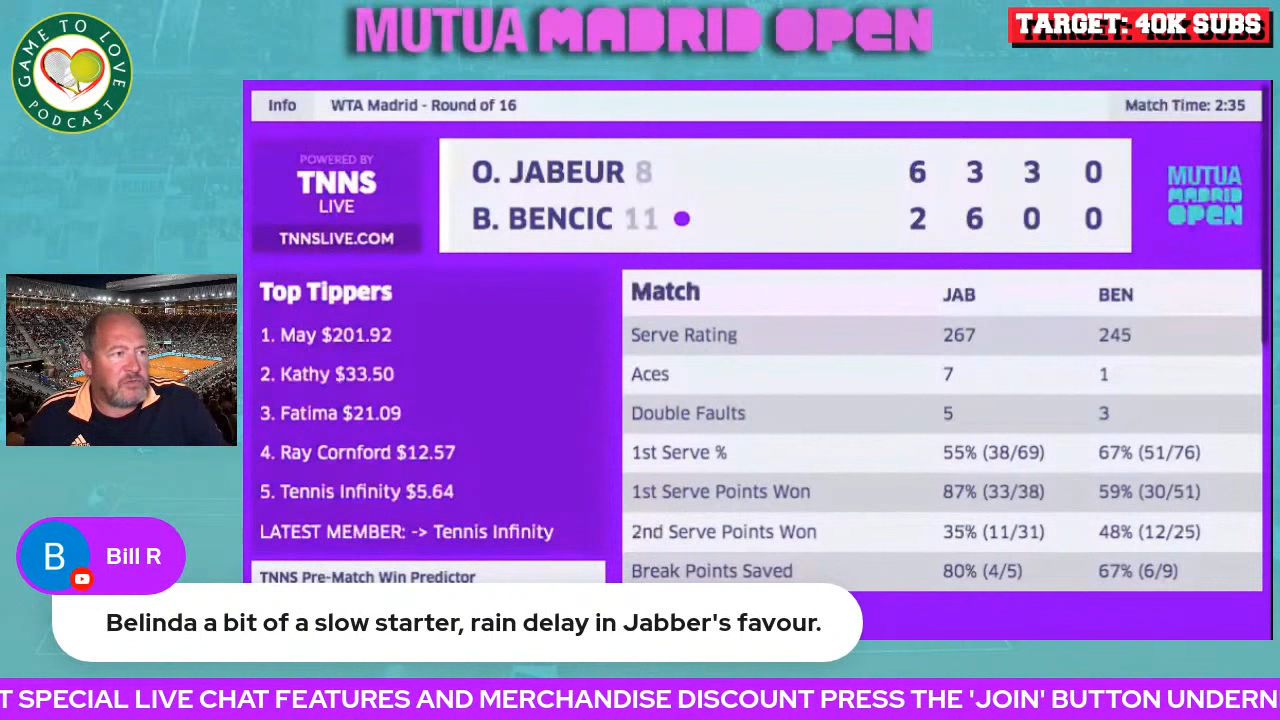 GAME TO LOVE
PODCAST
MUTUA MADRID OPEN
TARGET: 40K SUBS
Info WTA Madrid - Round of 16 Match Time: 2:35
POWERED BY
TNNS
LIVE
TNNSLIVE.COM
O. JABEUR 8 6 3 3 0
B. BENCIC 11 2 6 0 0
MUTUA
MADRID
OPEN
Top Tippers
1. May $201.92
2. Kathy $33.50
3. Fatima $21.09
4. Ray Cornford $12.57
5. Tennis Infinity $5.64
LATEST MEMBER: -> Tennis Infinity
TNNS Pre-Match Win Predictor
Match JAB BEN
Serve Rating 267 245
Aces 7 1
Double Faults 5 3
1st Serve % 55% (38/69) 67% (51/76)
1st Serve Points Won 87% (33/38) 59% (30/51)
2nd Serve Points Won 35% (11/31) 48% (12/25)
Break Points Saved 80% (4/5) 67% (6/9)
B Bill R
Belinda a bit of a slow starter, rain delay in Jabber's favour.
T SPECIAL LIVE CHAT FEATURES AND MERCHANDISE DISCOUNT PRESS THE 'JOIN' BUTTON UNDERN